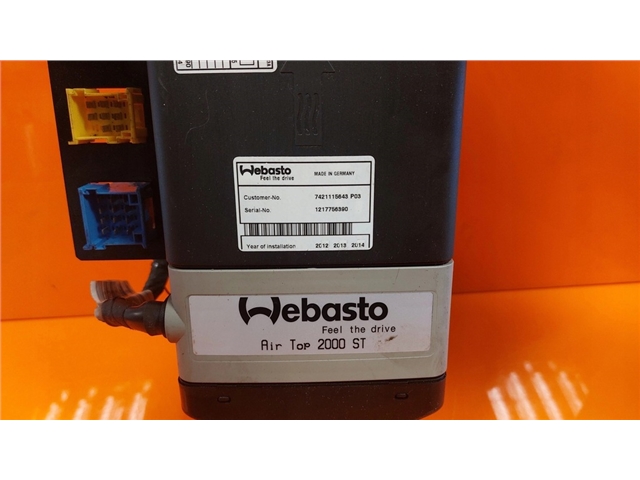 Webasto
Feel the drive
MADE IN GERMANY
Customer-No. 7421115643 P03
Serial-No. 1217756390
Year of installation 2012 2013 2014
Webasto
Feel the drive
Air Top 2000 ST